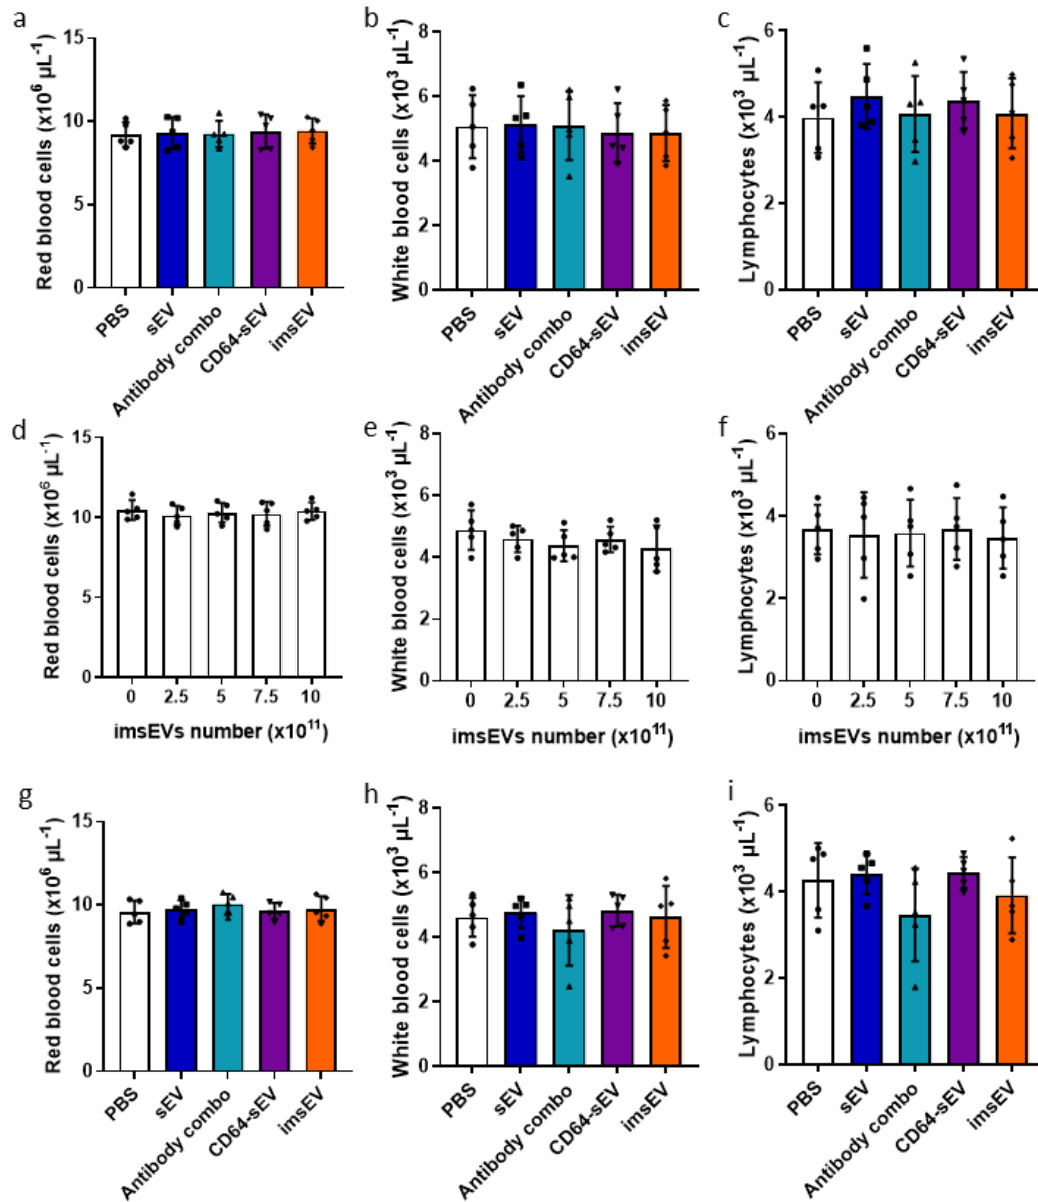 a
Red blood cells (x10⁶ µL⁻¹)
15
10
5
0
PBS
sEV
Antibody combo
CD64-sEV
imsEV
b
White blood cells (x10³ µL⁻¹)
8
6
4
2
0
PBS
sEV
Antibody combo
CD64-sEV
imsEV
c
Lymphocytes (x10³ µL⁻¹)
6
4
2
0
PBS
sEV
Antibody combo
CD64-sEV
imsEV
d
Red blood cells (x10⁶ µL⁻¹)
15
10
5
0
0 2.5 5 7.5 10
imsEVs number (x10¹¹)
e
White blood cells (x10³ µL⁻¹)
8
6
4
2
0
0 2.5 5 7.5 10
imsEVs number (x10¹¹)
f
Lymphocytes (x10³ µL⁻¹)
6
4
2
0
0 2.5 5 7.5 10
imsEVs number (x10¹¹)
g
Red blood cells (x10⁶ µL⁻¹)
15
10
5
0
PBS
sEV
Antibody combo
CD64-sEV
imsEV
h
White blood cells (x10³ µL⁻¹)
8
6
4
2
0
PBS
sEV
Antibody combo
CD64-sEV
imsEV
i
Lymphocytes (x10³ µL⁻¹)
6
4
2
0
PBS
sEV
Antibody combo
CD64-sEV
imsEV